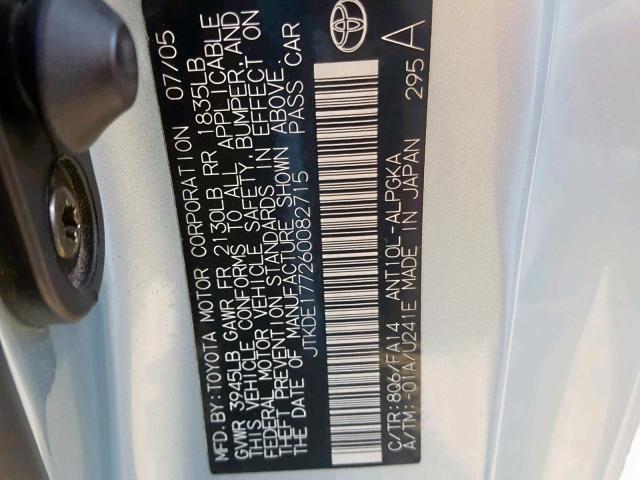 MFD.BY:TOYOTA MOTOR CORPORATION 07/05
GVWR 3945LB GAWR FR 2130LB RR 1835LB
THIS VEHICLE CONFORMS TO ALL APPLICABLE
FEDERAL MOTOR VEHICLE SAFETY, BUMPER, AND
THEFT PREVENTION STANDARDS IN EFFECT ON
THE DATE OF MANUFACTURE SHOWN ABOVE.
JTKDE177260082715 PASS CAR
C/TR:8Q6/FA14 ANT10L-ALPGKA
A/TM:-01A/U241E MADE IN JAPAN 295 A